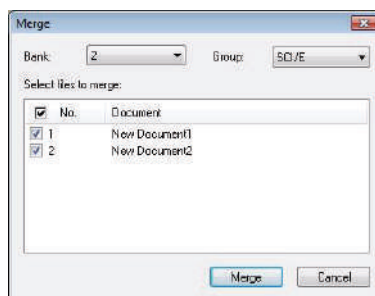 Merge
Bank: 2 Group: SOLVE
Select files to merge:
No. Document
1 New Document1
2 New Document2
Merge Cancel